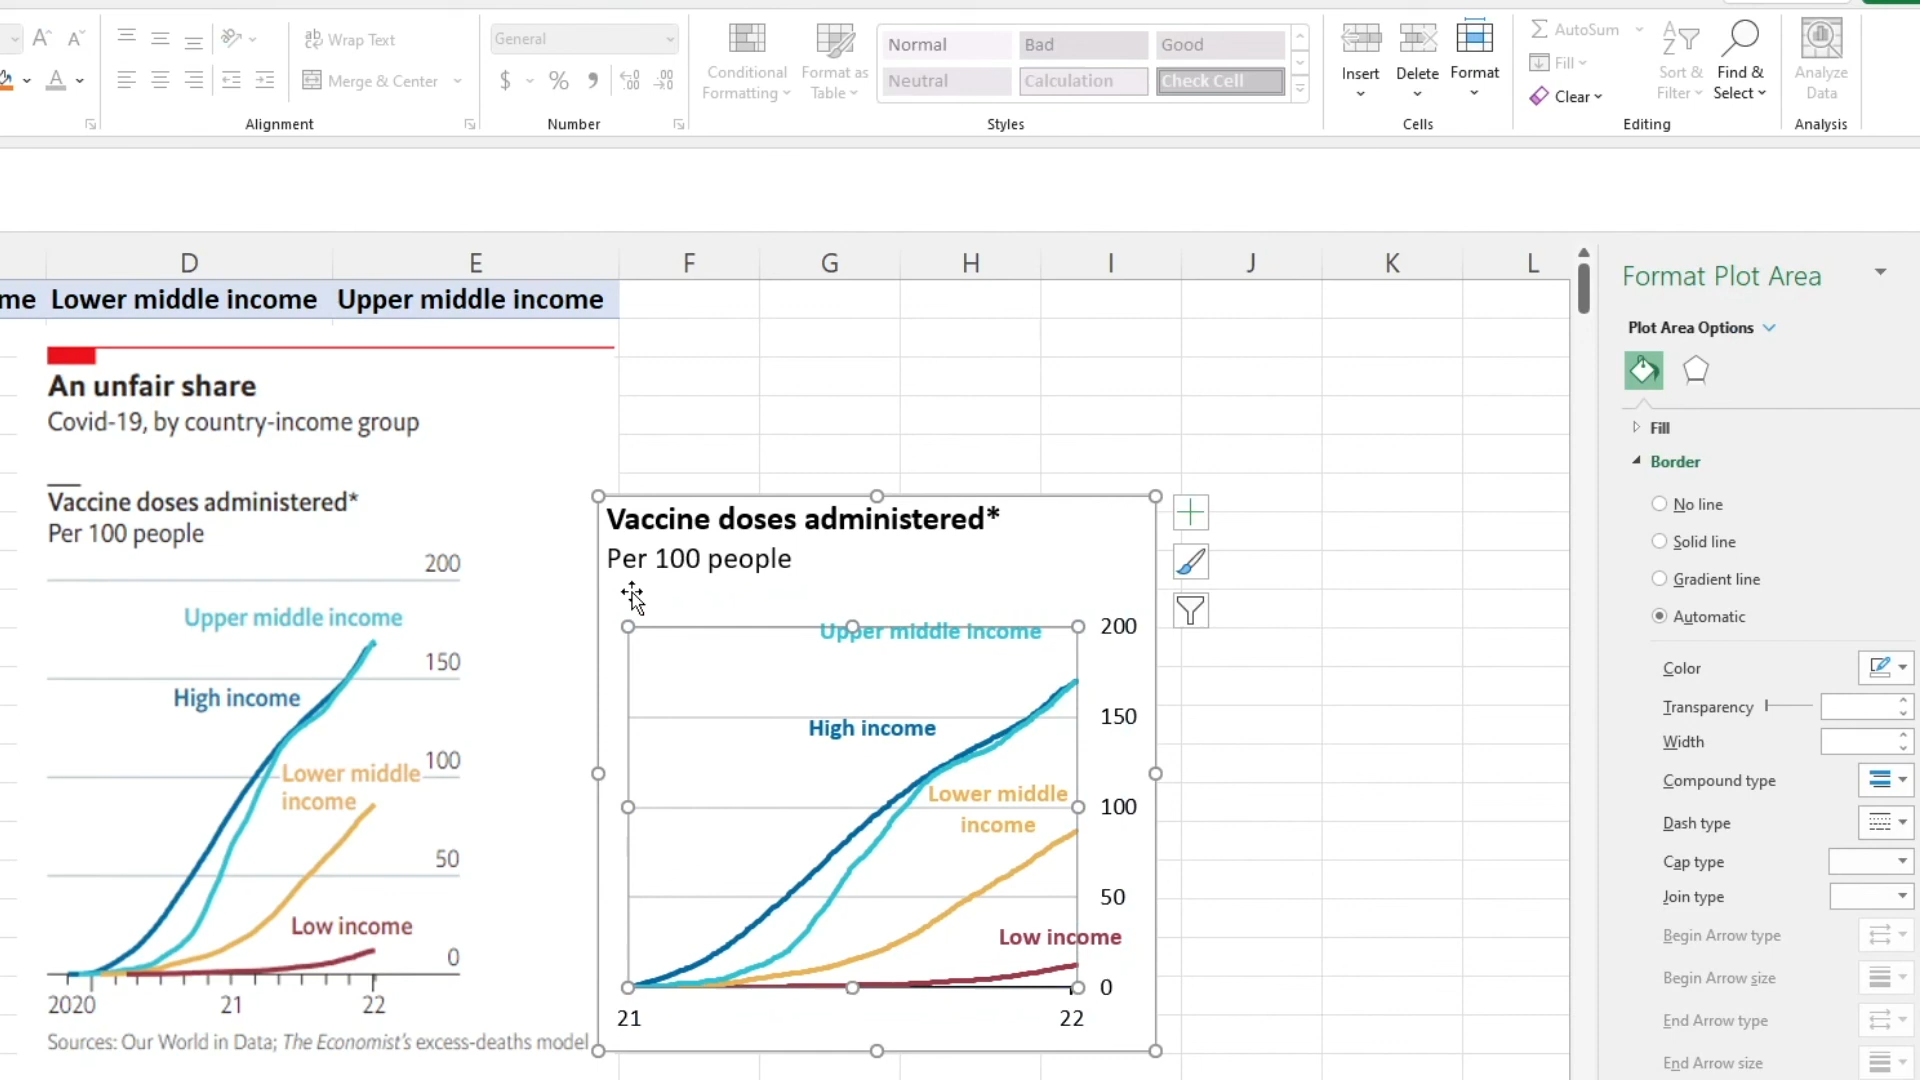 A^ A˅
ab Wrap Text
Merge & Center
General
$ % 9
Conditional Formatting
Format as Table
Normal Bad Good
Neutral Calculation Check Cell
Insert
Delete
Format
AutoSum
Fill
Clear
Sort & Filter
Find & Select
Analyze Data
Alignment Number Styles Cells Editing Analysis
D E F G H I J K L
me Lower middle income Upper middle income
An unfair share
Covid-19, by country-income group
Vaccine doses administered*
Per 100 people
200
Upper middle income
150
High income
100
Lower middle
income
50
Low income
0
2020 21 22
Sources: Our World in Data; The Economist's excess-deaths model
Vaccine doses administered*
Per 100 people
Upper middle income
200
High income
150
Lower middle
income
100
50
Low income
0
21 22
Format Plot Area
Plot Area Options
Fill
Border
No line
Solid line
Gradient line
Automatic
Color
Transparency
Width
Compound type
Dash type
Cap type
Join type
Begin Arrow type
Begin Arrow size
End Arrow type
End Arrow size